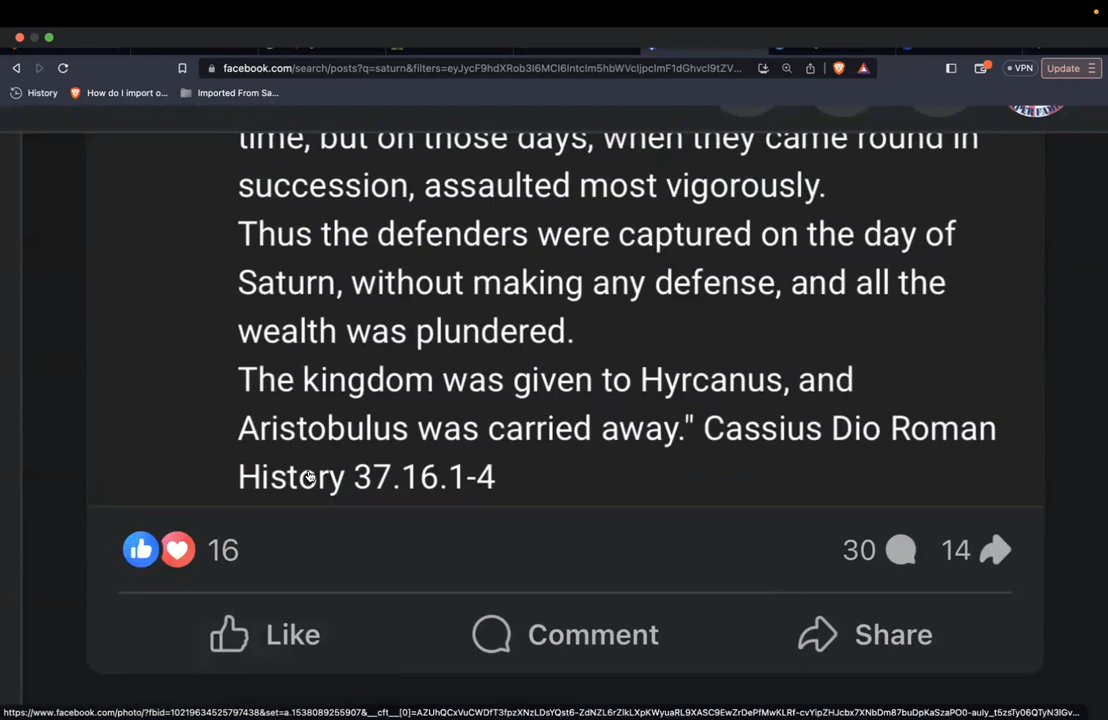 facebook.com/search/posts?q=saturn&filters=eyJycF9hdXRob3I6MCI6IntcIm5hbWVcIjpcImF1dGhvcl9tZV...
VPN
Update
History
How do I import o...
Imported From Sa...
time, but on those days, when they came round in
succession, assaulted most vigorously.
Thus the defenders were captured on the day of
Saturn, without making any defense, and all the
wealth was plundered.
The kingdom was given to Hyrcanus, and
Aristobulus was carried away." Cassius Dio Roman
History 37.16.1-4
16
30
14
Like
Comment
Share